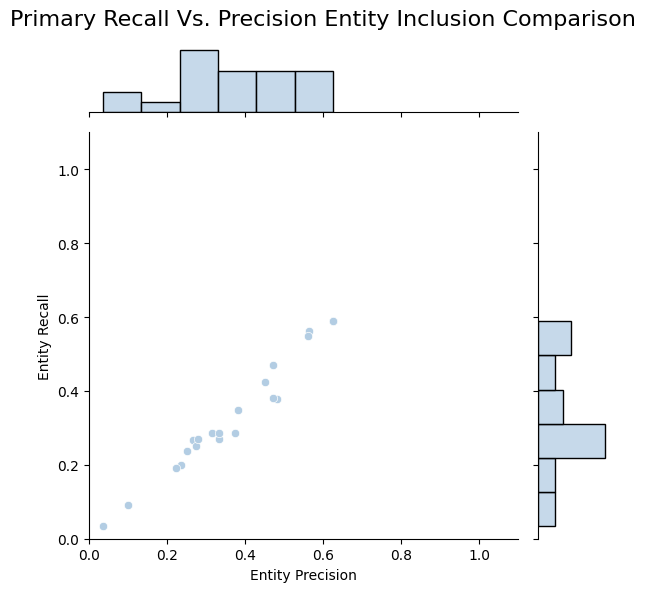 Primary Recall Vs. Precision Entity Inclusion Comparison
1.0
0.8
0.6
0.4
0.2
0.0
Entity Recall
0.0 0.2 0.4 0.6 0.8 1.0
Entity Precision